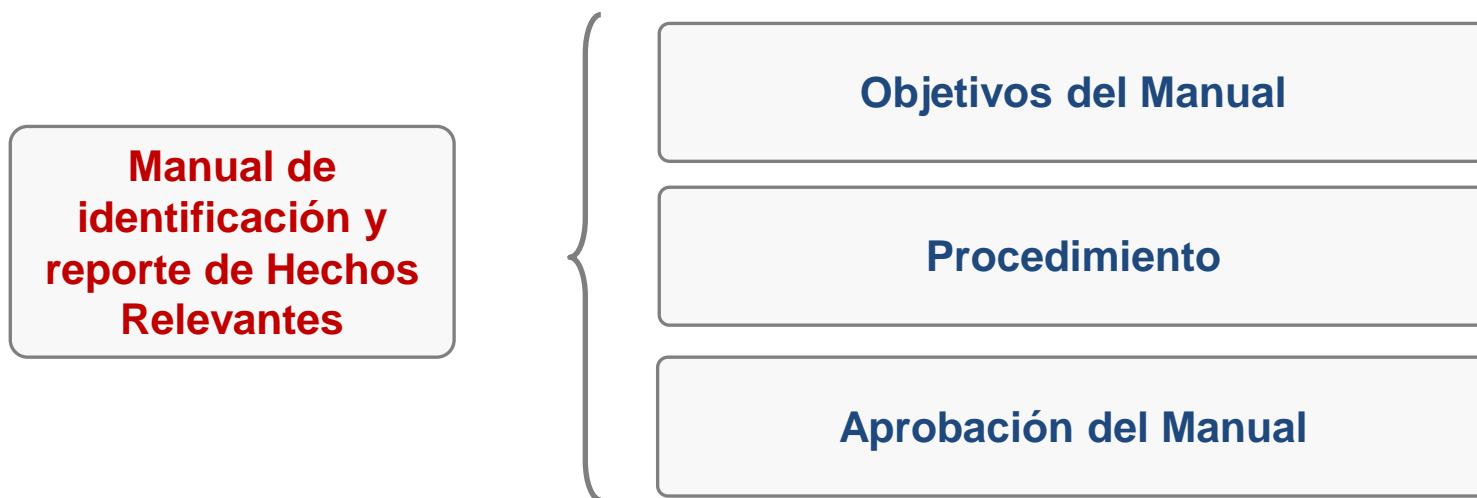 Manual de
identificación y
reporte de Hechos
Relevantes
Objetivos del Manual
Procedimiento
Aprobación del Manual